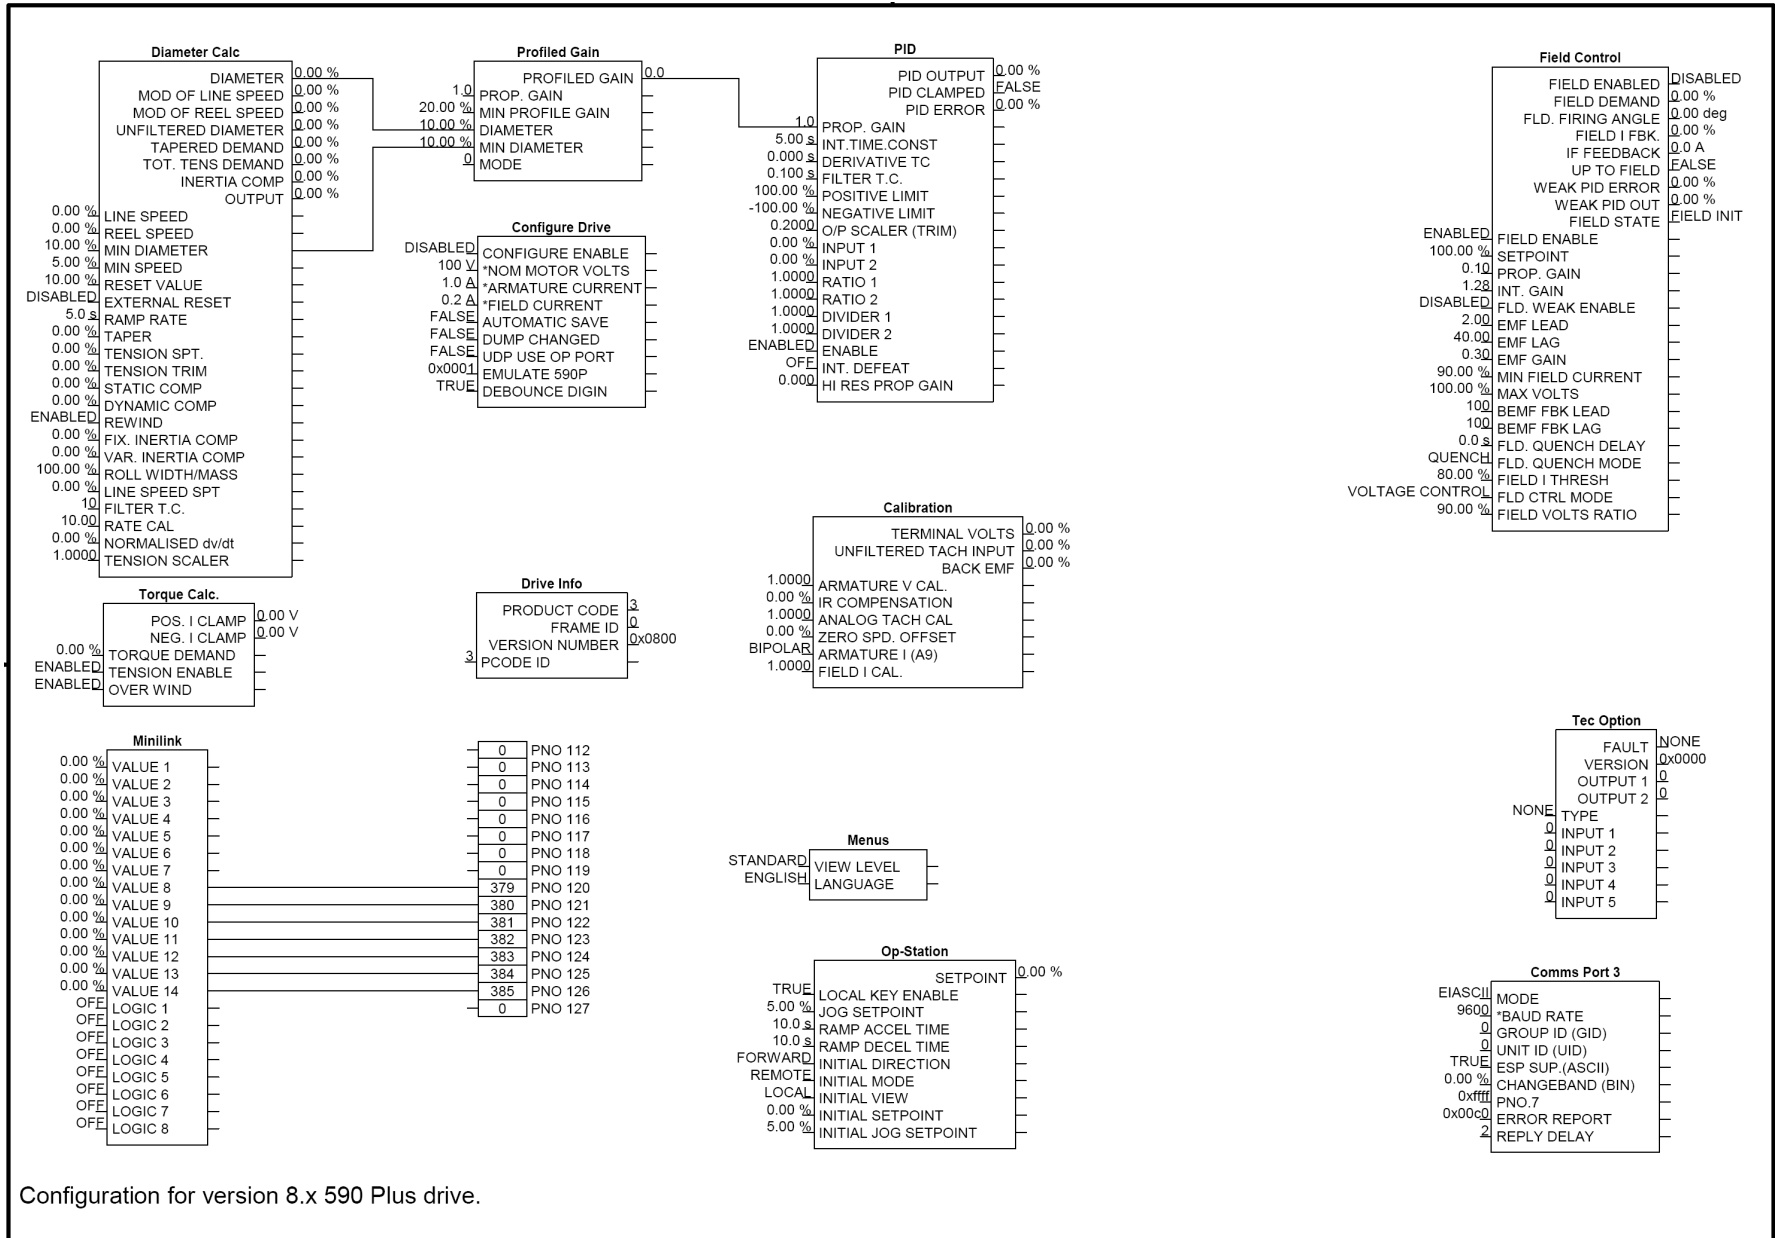 Diameter Calc
DIAMETER 0.00 %
MOD OF LINE SPEED 0.00 %
MOD OF REEL SPEED 0.00 %
UNFILTERED DIAMETER 0.00 %
TAPERED DEMAND 0.00 %
TOT. TENS DEMAND 0.00 %
INERTIA COMP 0.00 %
OUTPUT 0.00 %
0.00 % LINE SPEED
0.00 % REEL SPEED
10.00 % MIN DIAMETER
5.00 % MIN SPEED
10.00 % RESET VALUE
DISABLED EXTERNAL RESET
5.0 s RAMP RATE
0.00 % TAPER
0.00 % TENSION SPT.
0.00 % TENSION TRIM
0.00 % STATIC COMP
0.00 % DYNAMIC COMP
ENABLED REWIND
0.00 % FIX. INERTIA COMP
0.00 % VAR. INERTIA COMP
100.00 % ROLL WIDTH/MASS
0.00 % LINE SPEED SPT
10 FILTER T.C.
10.00 RATE CAL
0.00 % NORMALISED dv/dt
1.0000 TENSION SCALER
Profiled Gain
PROFILED GAIN 0.0
1.0 PROP. GAIN
20.00 % MIN PROFILE GAIN
10.00 % DIAMETER
10.00 % MIN DIAMETER
0 MODE
Configure Drive
DISABLED CONFIGURE ENABLE
100 V *NOM MOTOR VOLTS
1.0 A *ARMATURE CURRENT
0.2 A *FIELD CURRENT
FALSE AUTOMATIC SAVE
FALSE DUMP CHANGED
FALSE UDP USE OP PORT
0x0001 EMULATE 590P
TRUE DEBOUNCE DIGIN
PID
PID OUTPUT 0.00 %
PID CLAMPED FALSE
PID ERROR 0.00 %
1.0 PROP. GAIN
5.00 s INT.TIME.CONST
0.000 s DERIVATIVE TC
0.100 s FILTER T.C.
100.00 % POSITIVE LIMIT
-100.00 % NEGATIVE LIMIT
0.2000 O/P SCALER (TRIM)
0.00 % INPUT 1
0.00 % INPUT 2
1.0000 RATIO 1
1.0000 RATIO 2
1.0000 DIVIDER 1
1.0000 DIVIDER 2
ENABLED ENABLE
OFF INT. DEFEAT
0.000 HI RES PROP GAIN
Field Control
FIELD ENABLED DISABLED
FIELD DEMAND 0.00 %
FLD. FIRING ANGLE 0.00 deg
FIELD I FBK. 0.00 %
IF FEEDBACK 0.0 A
UP TO FIELD FALSE
WEAK PID ERROR 0.00 %
WEAK PID OUT 0.00 %
FIELD STATE FIELD INIT
ENABLED FIELD ENABLE
100.00 % SETPOINT
0.10 PROP. GAIN
1.28 INT. GAIN
DISABLED FLD. WEAK ENABLE
2.00 EMF LEAD
40.00 EMF LAG
0.30 EMF GAIN
90.00 % MIN FIELD CURRENT
100.00 % MAX VOLTS
100 BEMF FBK LEAD
100 BEMF FBK LAG
0.0 s FLD. QUENCH DELAY
QUENCH FLD. QUENCH MODE
80.00 % FIELD I THRESH
VOLTAGE CONTROL FLD CTRL MODE
90.00 % FIELD VOLTS RATIO
Torque Calc.
POS. I CLAMP 0.00 V
NEG. I CLAMP 0.00 V
0.00 % TORQUE DEMAND
ENABLED TENSION ENABLE
ENABLED OVER WIND
Drive Info
PRODUCT CODE 3
FRAME ID 0
VERSION NUMBER 0x0800
3 PCODE ID
Calibration
TERMINAL VOLTS 0.00 %
UNFILTERED TACH INPUT 0.00 %
BACK EMF 0.00 %
1.0000 ARMATURE V CAL.
0.00 % IR COMPENSATION
1.0000 ANALOG TACH CAL
0.00 % ZERO SPD. OFFSET
BIPOLAR ARMATURE I (A9)
1.0000 FIELD I CAL.
Minilink
0.00 % VALUE 1
0.00 % VALUE 2
0.00 % VALUE 3
0.00 % VALUE 4
0.00 % VALUE 5
0.00 % VALUE 6
0.00 % VALUE 7
0.00 % VALUE 8
0.00 % VALUE 9
0.00 % VALUE 10
0.00 % VALUE 11
0.00 % VALUE 12
0.00 % VALUE 13
0.00 % VALUE 14
OFF LOGIC 1
OFF LOGIC 2
OFF LOGIC 3
OFF LOGIC 4
OFF LOGIC 5
OFF LOGIC 6
OFF LOGIC 7
OFF LOGIC 8
0 PNO 112
0 PNO 113
0 PNO 114
0 PNO 115
0 PNO 116
0 PNO 117
0 PNO 118
0 PNO 119
379 PNO 120
380 PNO 121
381 PNO 122
382 PNO 123
383 PNO 124
384 PNO 125
385 PNO 126
0 PNO 127
Menus
STANDARD VIEW LEVEL
ENGLISH LANGUAGE
Op-Station
SETPOINT 0.00 %
TRUE LOCAL KEY ENABLE
5.00 % JOG SETPOINT
10.0 s RAMP ACCEL TIME
10.0 s RAMP DECEL TIME
FORWARD INITIAL DIRECTION
REMOTE INITIAL MODE
LOCAL INITIAL VIEW
0.00 % INITIAL SETPOINT
5.00 % INITIAL JOG SETPOINT
Tec Option
FAULT NONE
VERSION 0x0000
OUTPUT 1 0
OUTPUT 2 0
NONE TYPE
0 INPUT 1
0 INPUT 2
0 INPUT 3
0 INPUT 4
0 INPUT 5
Comms Port 3
EIASCII MODE
9600 *BAUD RATE
0 GROUP ID (GID)
0 UNIT ID (UID)
TRUE ESP SUP.(ASCII)
0.00 % CHANGEBAND (BIN)
0xffff PNO.7
0x00c0 ERROR REPORT
2 REPLY DELAY
Configuration for version 8.x 590 Plus drive.